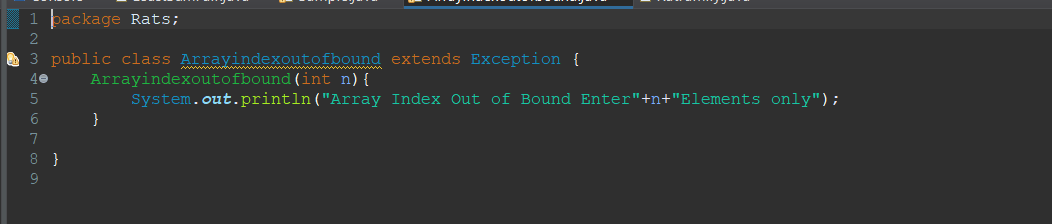 1 package Rats;
2
3 public class Arrayindexoutofbound extends Exception {
4 Arrayindexoutofbound(int n){
5 System.out.println("Array Index Out of Bound Enter"+n+"Elements only");
6 }
7
8 }
9